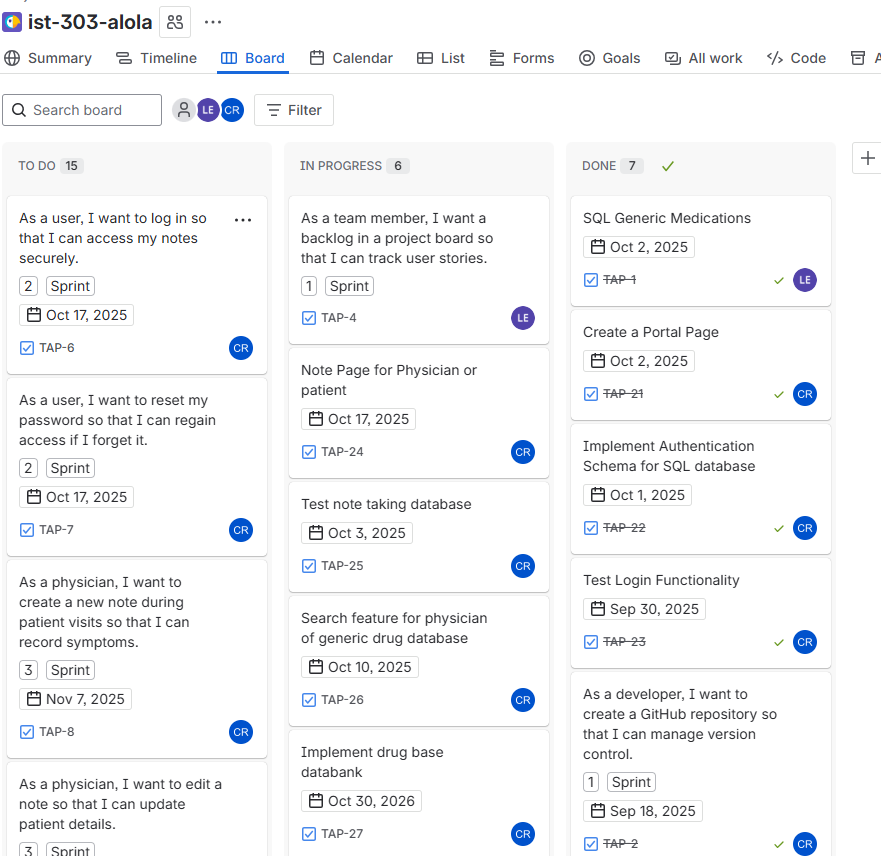 ist-303-alola
Summary
Timeline
Board
Calendar
List
Forms
Goals
All work
Code
Search board
LE
CR
Filter
TO DO 15
As a user, I want to log in so
that I can access my notes
securely.
2 Sprint
Oct 17, 2025
TAP-6
CR
As a user, I want to reset my
password so that I can regain
access if I forget it.
2 Sprint
Oct 17, 2025
TAP-7
CR
As a physician, I want to
create a new note during
patient visits so that I can
record symptoms.
3 Sprint
Nov 7, 2025
TAP-8
CR
As a physician, I want to edit a
note so that I can update
patient details.
3 Sprint
IN PROGRESS 6
As a team member, I want a
backlog in a project board so
that I can track user stories.
1 Sprint
TAP-4
LE
Note Page for Physician or
patient
Oct 17, 2025
TAP-24
CR
Test note taking database
Oct 3, 2025
TAP-25
CR
Search feature for physician
of generic drug database
Oct 10, 2025
TAP-26
CR
Implement drug base
databank
Oct 30, 2026
TAP-27
CR
DONE 7
SQL Generic Medications
Oct 2, 2025
TAP-1
LE
Create a Portal Page
Oct 2, 2025
TAP-21
CR
Implement Authentication
Schema for SQL database
Oct 1, 2025
TAP-22
CR
Test Login Functionality
Sep 30, 2025
TAP-23
CR
As a developer, I want to
create a GitHub repository so
that I can manage version
control.
1 Sprint
Sep 18, 2025
TAP-2
CR